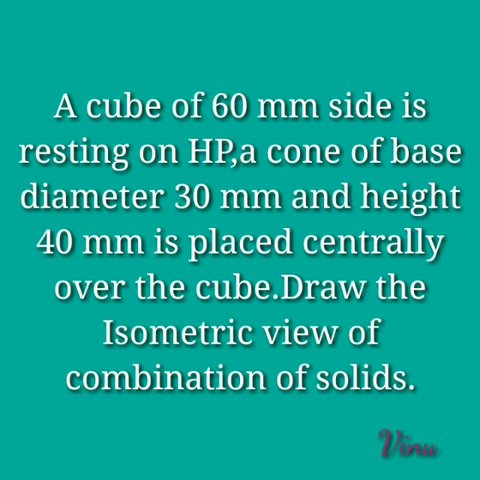 A cube of 60 mm side is
resting on HP,a cone of base
diameter 30 mm and height
40 mm is placed centrally
over the cube.Draw the
Isometric view of
combination of solids.
Vinu